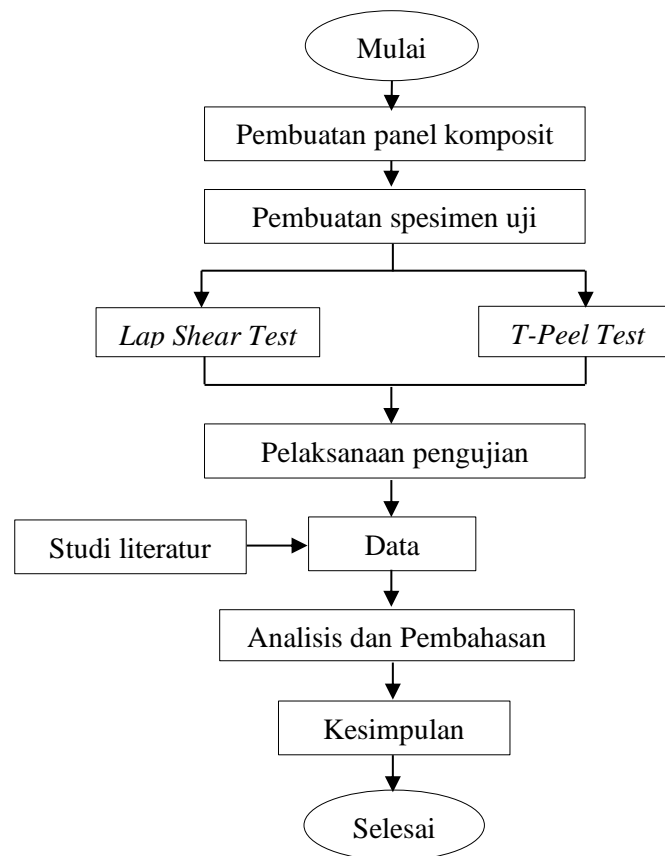 Mulai
Pembuatan panel komposit
Pembuatan spesimen uji
Lap Shear Test
T-Peel Test
Pelaksanaan pengujian
Studi literatur
Data
Analisis dan Pembahasan
Kesimpulan
Selesai